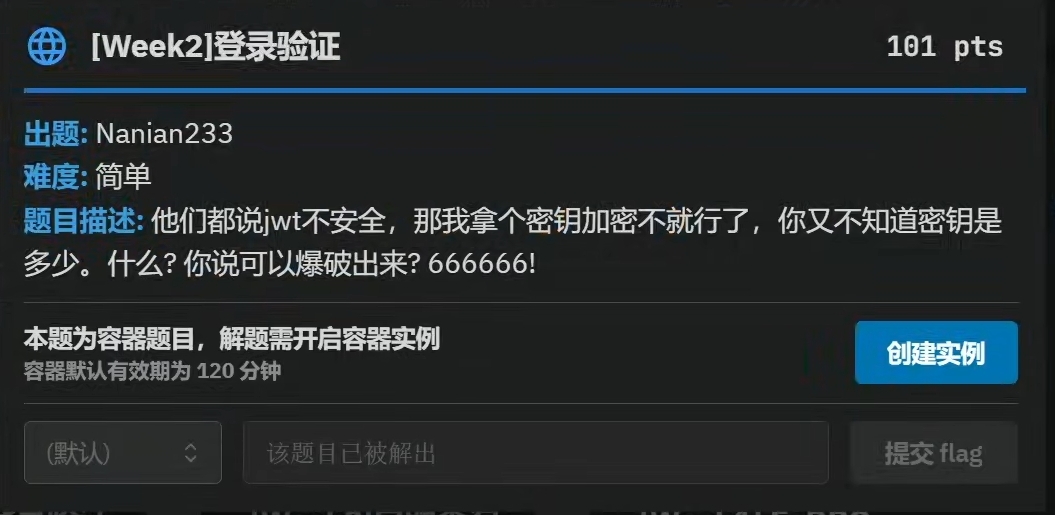 [Week2]登录验证
101 pts
出题: Nanian233
难度: 简单
题目描述: 他们都说jwt不安全，那我拿个密钥加密不就行了，你又不知道密钥是
多少。什么? 你说可以爆破出来? 666666!
本题为容器题目，解题需开启容器实例
容器默认有效期为 120 分钟
创建实例
(默认)
该题目已被解出
提交 flag